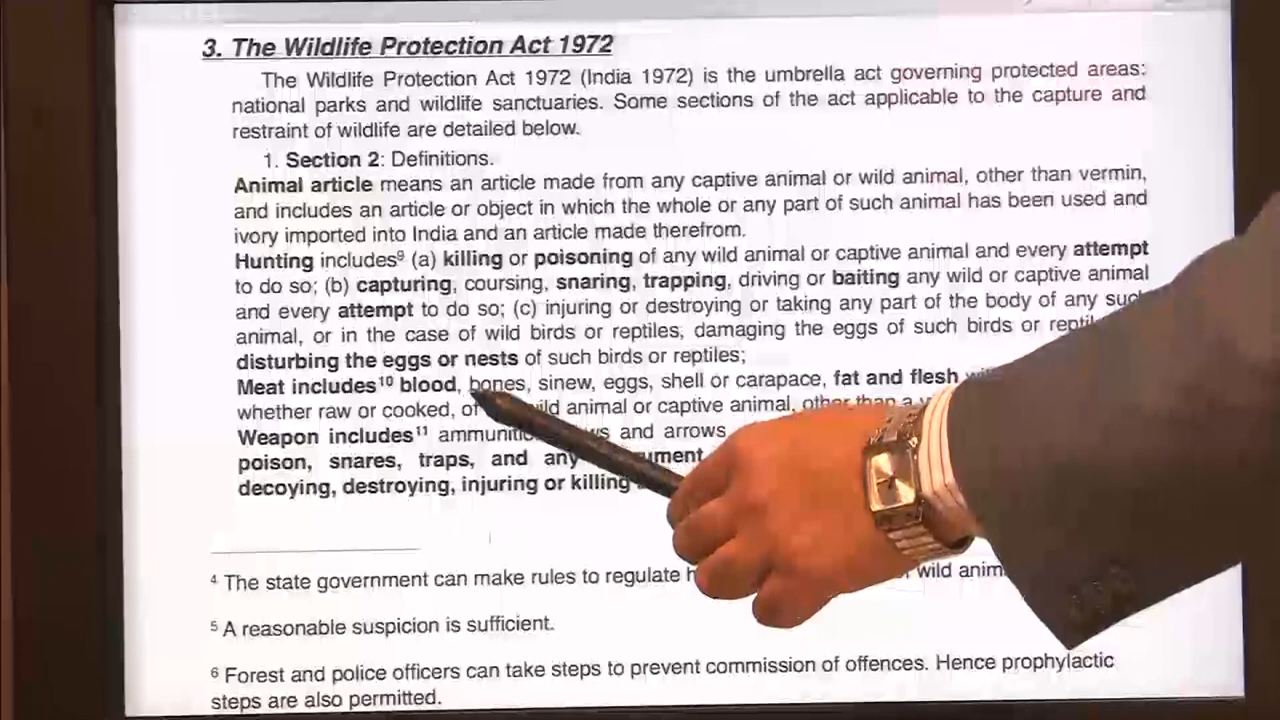 3. The Wildlife Protection Act 1972
The Wildlife Protection Act 1972 (India 1972) is the umbrella act governing protected areas:
national parks and wildlife sanctuaries. Some sections of the act applicable to the capture and
restraint of wildlife are detailed below.
1. Section 2: Definitions.
Animal article means an article made from any captive animal or wild animal, other than vermin,
and includes an article or object in which the whole or any part of such animal has been used and
ivory imported into India and an article made therefrom.
Hunting includes⁹ (a) killing or poisoning of any wild animal or captive animal and every attempt
to do so; (b) capturing, coursing, snaring, trapping, driving or baiting any wild or captive animal
and every attempt to do so; (c) injuring or destroying or taking any part of the body of any such
animal, or in the case of wild birds or reptiles, damaging the eggs of such birds or
disturbing the eggs or nests of such birds or reptiles;
Meat includes¹⁰ blood, bones, sinew, eggs, shell or carapace, fat and flesh
whether raw or cooked, of animal or captive animal, other than a
Weapon includes¹¹ and arrows
poison, snares, traps, and any
decoying, destroying, injuring or killing
⁴ The state government can make rules to regulate wild
⁵ A reasonable suspicion is sufficient.
⁶ Forest and police officers can take steps to prevent commission of offences. Hence prophylactic
steps are also permitted.